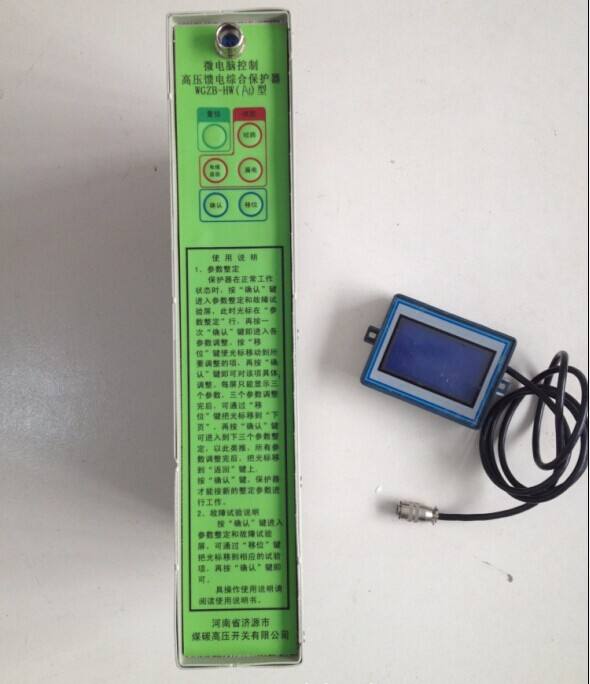 微电脑控制
高压馈电综合保护器
WGZB-HW(AⅡ)型
复位
试验
短路
电缆
监视
漏电
确认
移位
使用说明
1、参数整定
保护器在正常工作
状态时，按“确认”键
进入参数整定和故障试
验屏，此时光标在“参
数整定”行，再按一
次“确认”键即进入各
参数调整，按“移
位”键使光标移动到所
要调整的项，再按“确
认”键即可对该项具体
调整，每屏只能显示三
个参数，三个参数调整
完后，可通过“移
位”键把光标移到“下
页”，再按“确认”键
可进入到下三个参数整
定，以此类推，所有参
数调整完后，把光标移
到“返回”键上，
按“确认”键，保护器
才能按新的整定参数进
行工作。
2、故障试验说明
按“确认”键进入
参数整定和故障试验
屏，可通过“移位”键
把光标移到相应的试验
项，再按“确认”键即
可。
具操作使用说明请
阅读使用说明书。
河南省济源市
煤碳高压开关有限公司